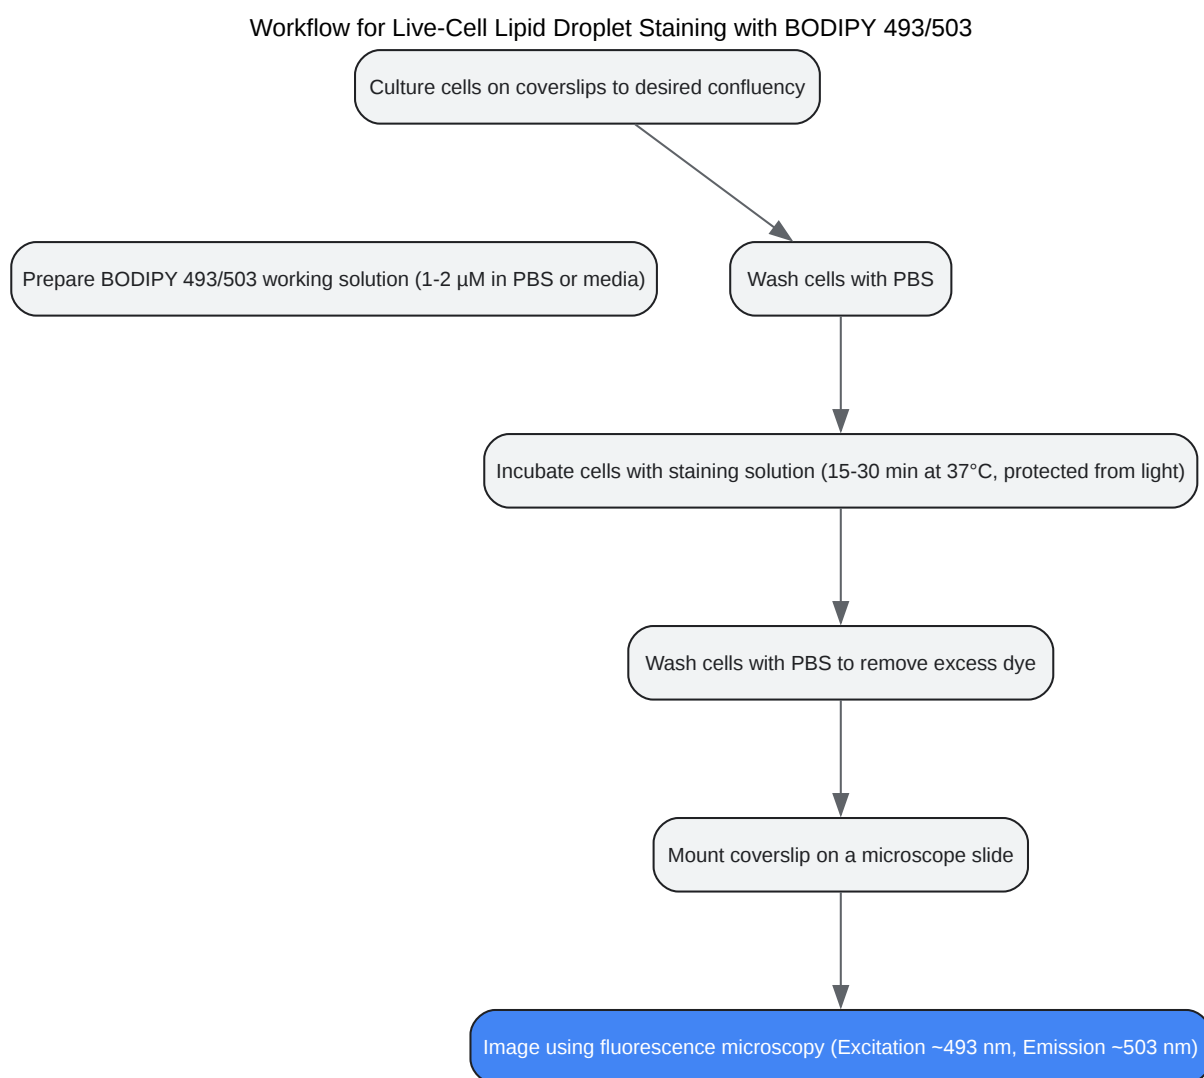 Workflow for Live-Cell Lipid Droplet Staining with BODIPY 493/503
Culture cells on coverslips to desired confluency
Prepare BODIPY 493/503 working solution (1-2 µM in PBS or media)
Wash cells with PBS
Incubate cells with staining solution (15-30 min at 37°C, protected from light)
Wash cells with PBS to remove excess dye
Mount coverslip on a microscope slide
Image using fluorescence microscopy (Excitation ~493 nm, Emission ~503 nm)